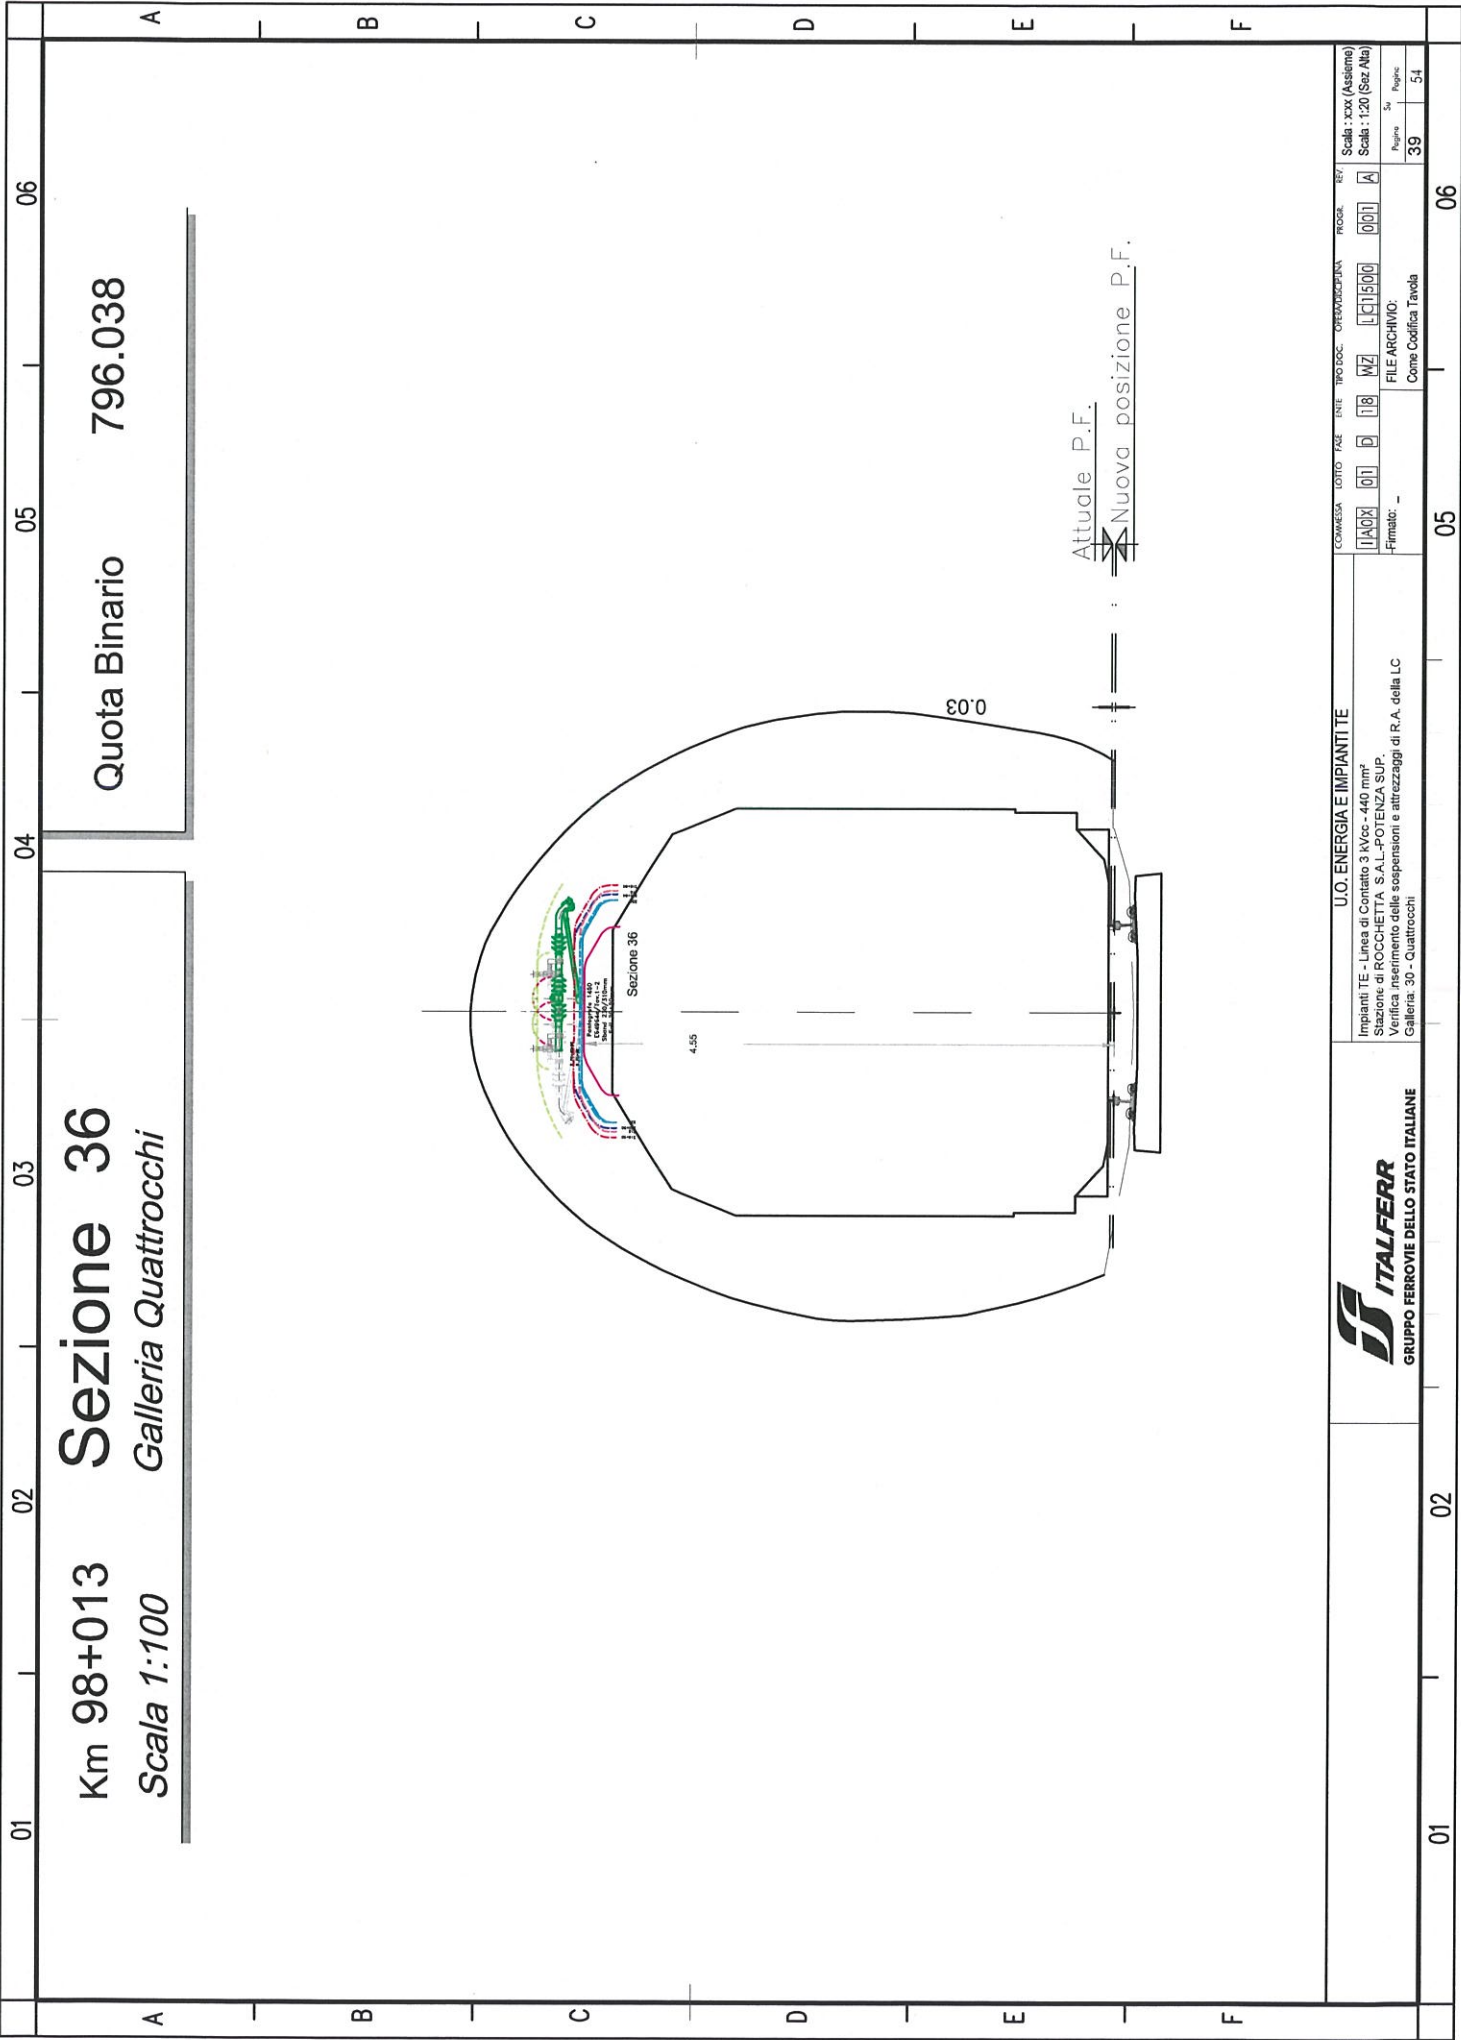 01 02 03 04 05 06
A
B
C
D
E
F
Km 98+013 Sezione 36
Scala 1:100 Galleria Quattrocchi
Quota Binario 796.038
Sezione 36
4.55
0.03
Attuale P.F.
Nuova posizione P.F.
ITALFERR
GRUPPO FERROVIE DELLO STATO ITALIANE
U.O. ENERGIA E IMPIANTI TE
Impianti TE - Linea di Contatto 3 kVcc - 440 mm²
Stazione di ROCCHETTA S.A.L.-POTENZA SUP.
Verifica inserimento delle sospensioni e attrezzaggi di R.A. della LC
Galleria: 30 - Quattrocchi
COMMESSA LOTTO FASE ENTE TIPO DOC. OPERA/DISCIPLINA PROGR. REV.
IA0X 01 D 18 WZ LC1500 001 A
Firmato: _
FILE ARCHIVIO:
Come Codifica Tavola
Scala : xxx (Assieme)
Scala : 1:20 (Sez Alta)
Pagina Su Pagine
39 54
A
B
C
D
E
F
01 02 05 06